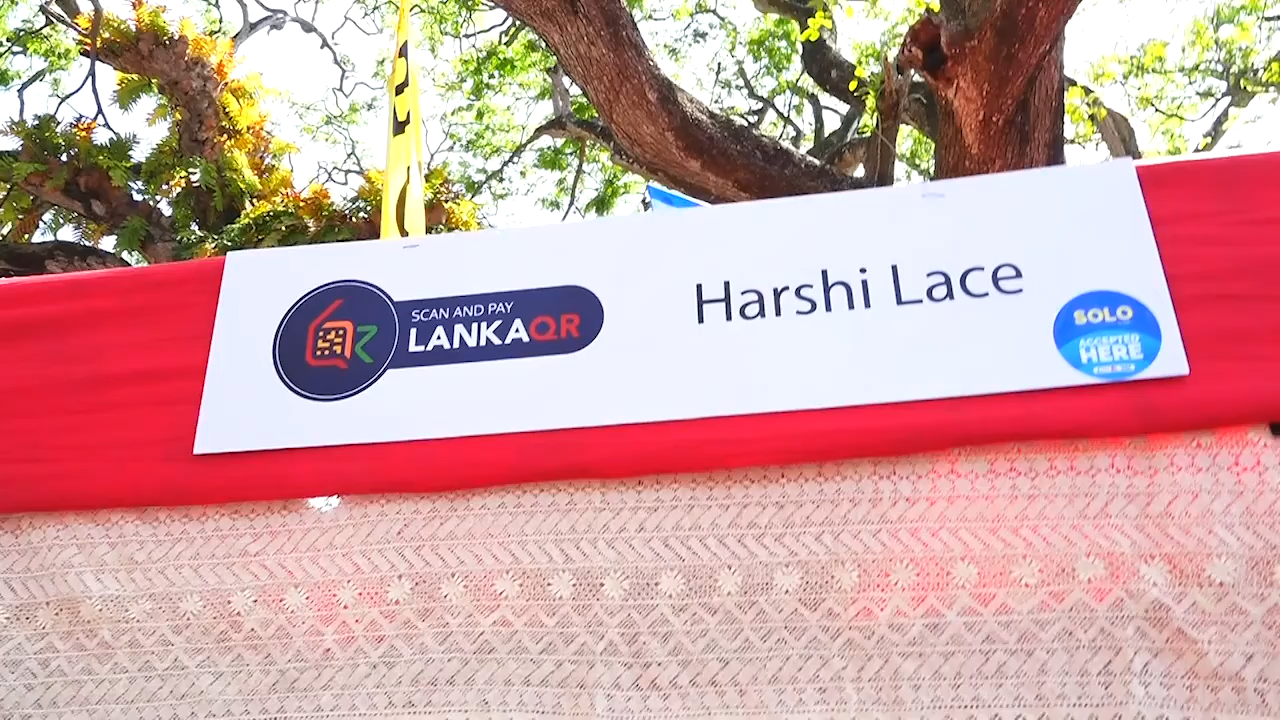 SCAN AND PAY
LANKAQR
Harshi Lace
SOLO
ACCEPTED
HERE